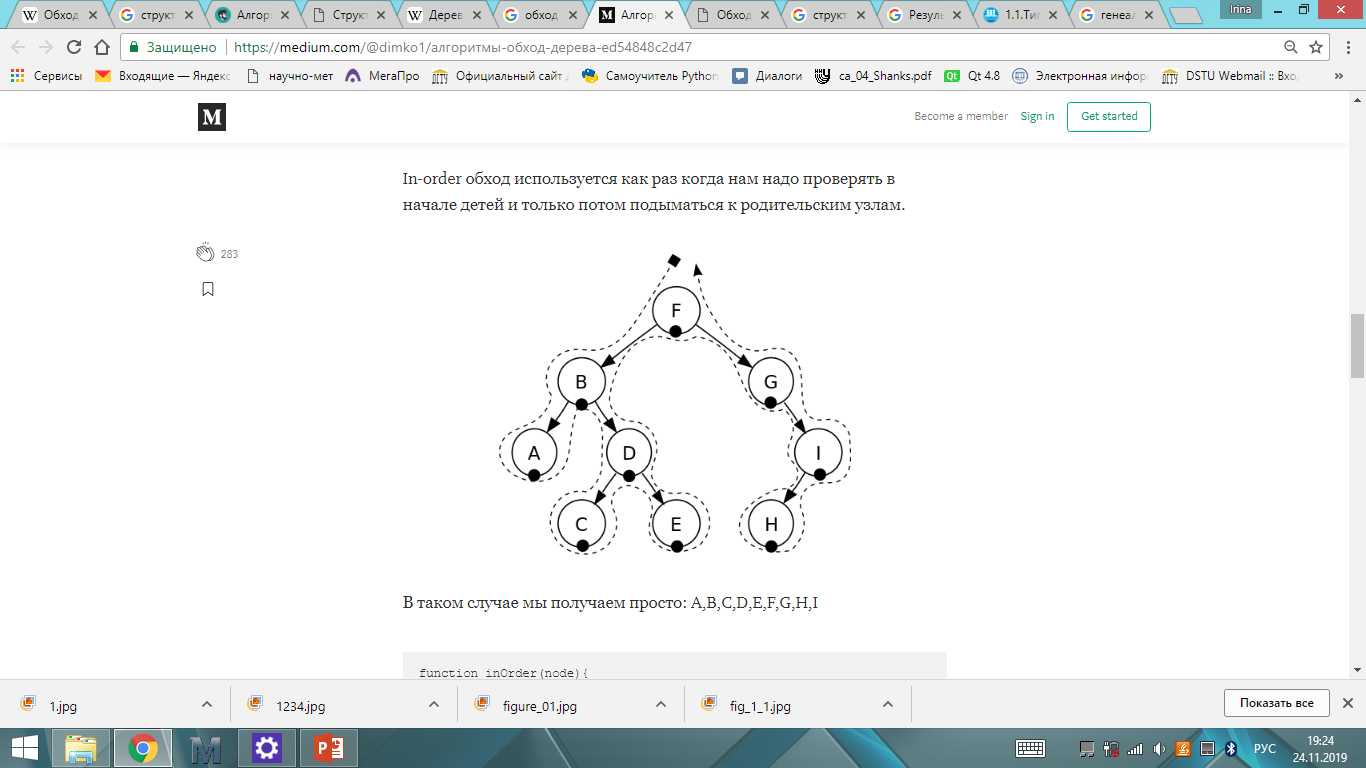 Irina
Обход
структ
Алгор
Структ
Дерев
обход
Алгор
Обход
структ
Резуль
1.1.Ти
генеал
Защищено https://medium.com/@dimko1/алгоритмы-обход-дерева-ed54848c2d47
Сервисы Входящие — Яндекс научно-мет МегаПро Официальный сайт Самоучитель Python Диалоги ca_04_Shanks.pdf Qt Qt 4.8 Электронная инфор DSTU Webmail :: Вхо »
M Become a member Sign in Get started
In-order обход используется как раз когда нам надо проверять в
начале детей и только потом подыматься к родительским узлам.
283
F
B G
A D I
C E H
В таком случае мы получаем просто: A,B,C,D,E,F,G,H,I
function inOrder(node){
1.jpg 1234.jpg figure_01.jpg fig_1_1.jpg Показать все
РУС 19:24
24.11.2019